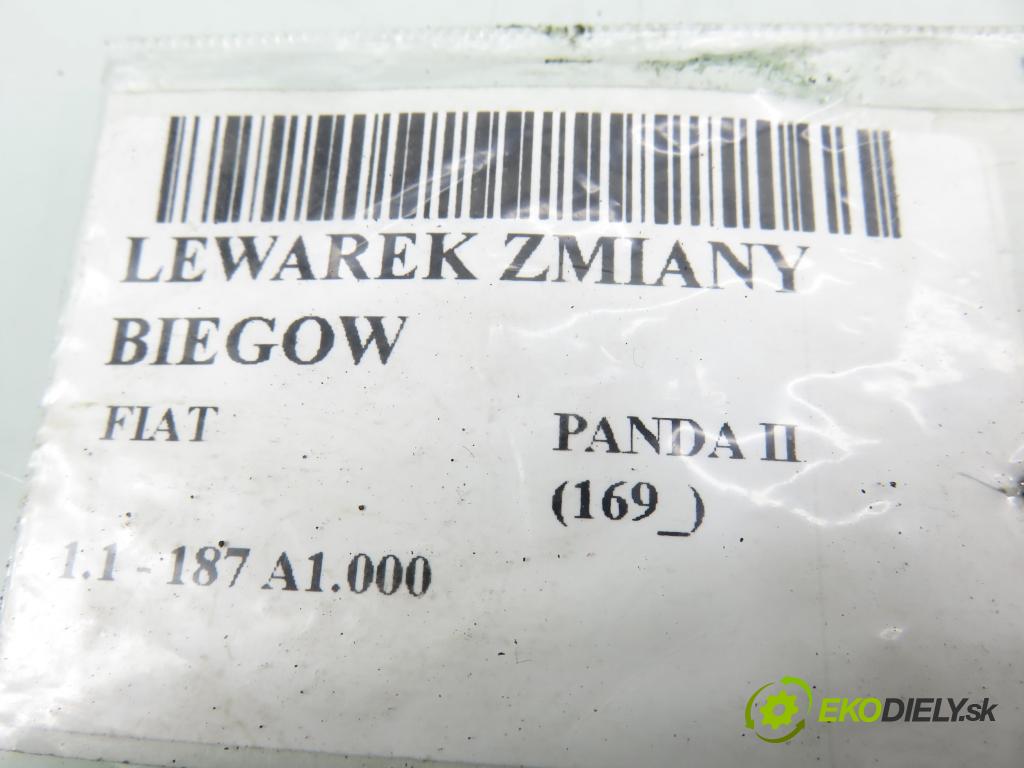 LEWAREK ZMIANY
BIEGOW
FIAT PANDA II
(169_)
1.1 - 187 A1.000
EKODIELY.sk